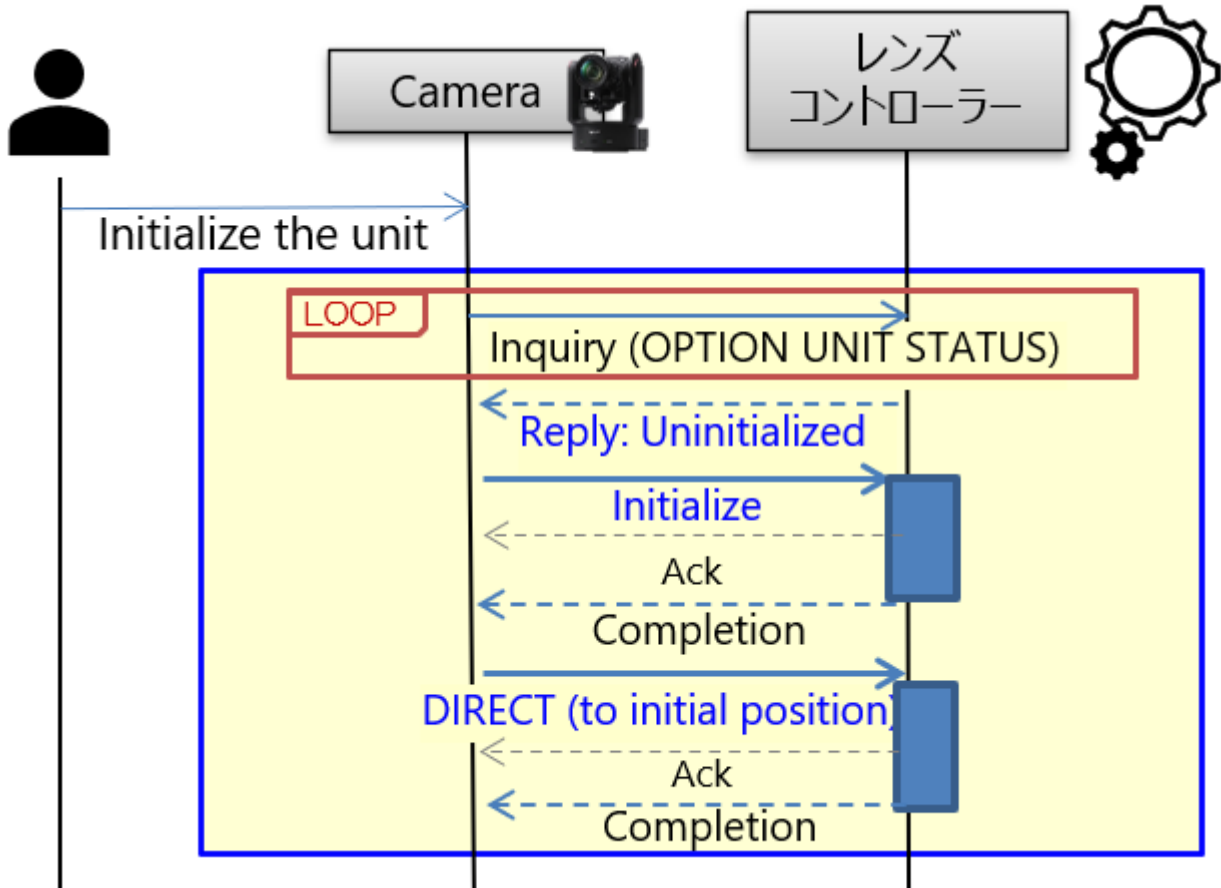 Camera
レンズ
コントローラー
Initialize the unit
LOOP
Inquiry (OPTION UNIT STATUS)
Reply: Uninitialized
Initialize
Ack
Completion
DIRECT (to initial position)
Ack
Completion